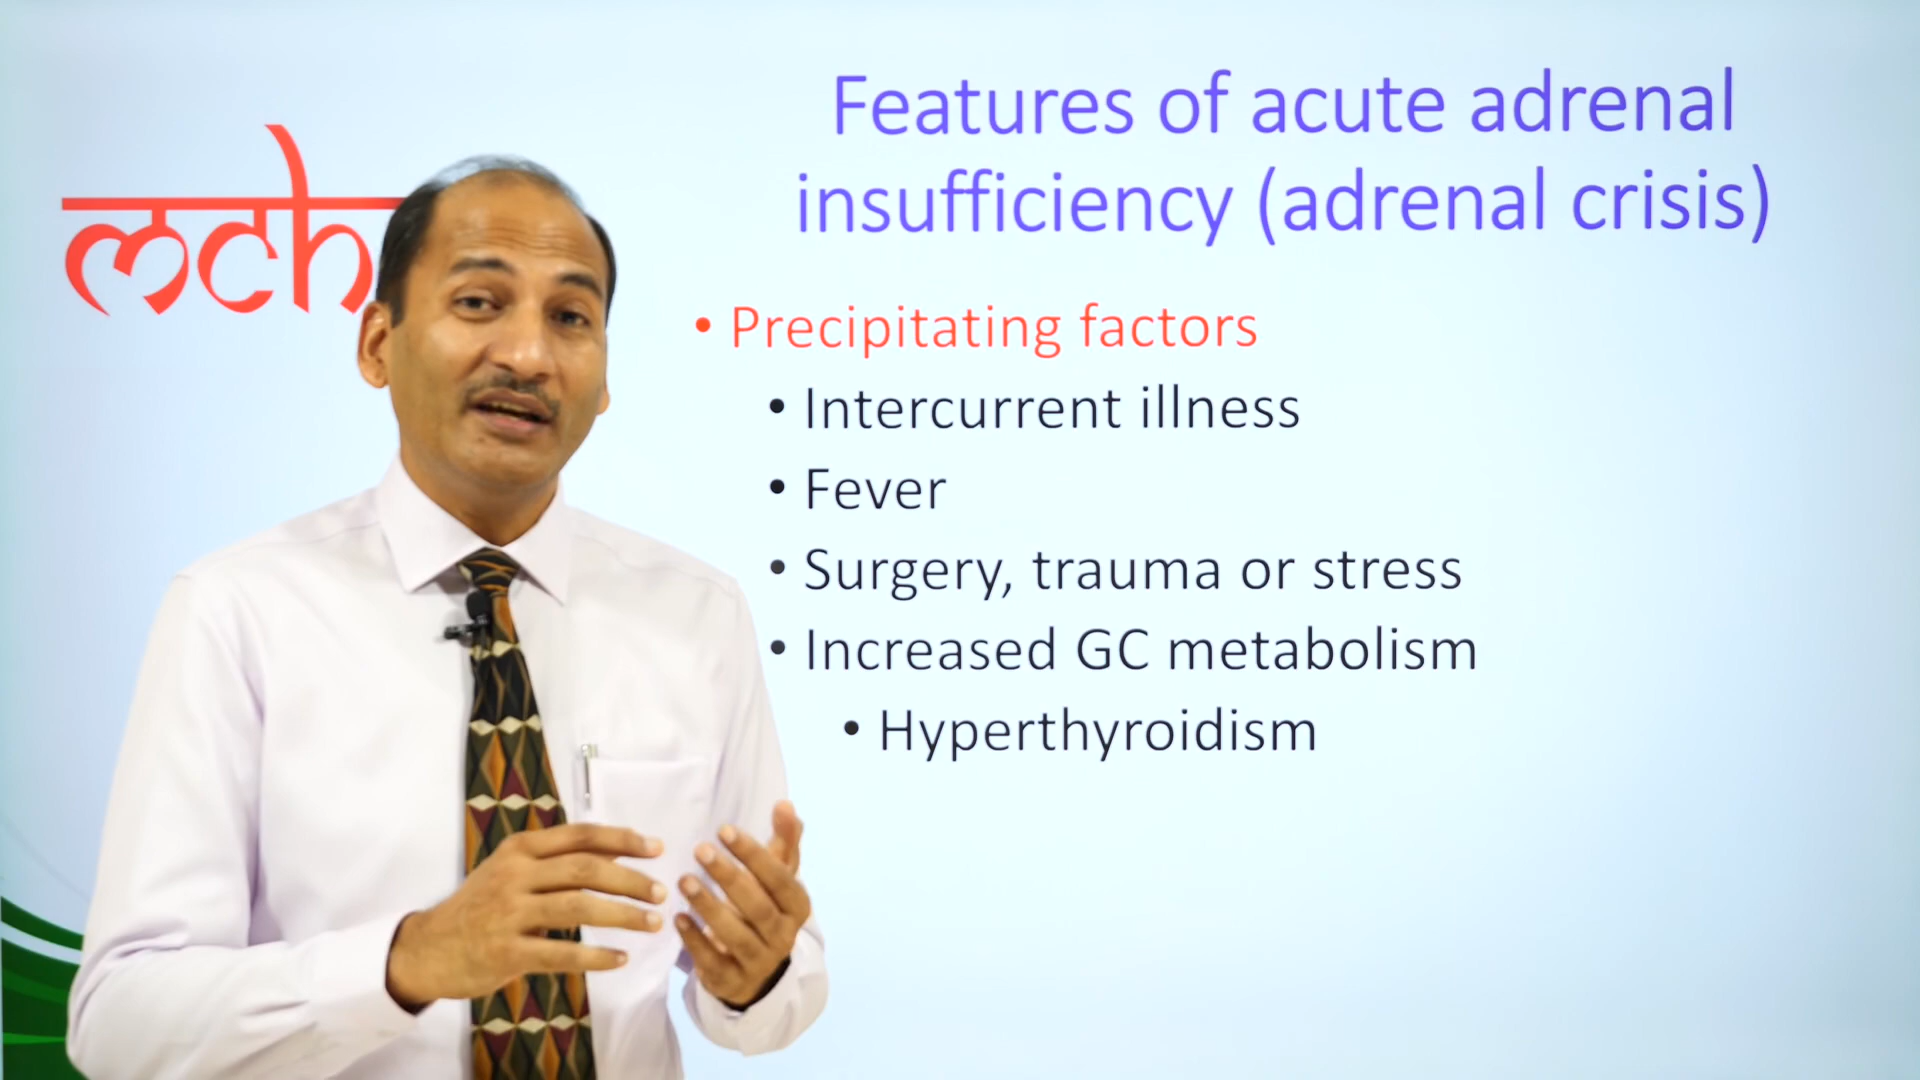 mch
Features of acute adrenal
insufficiency (adrenal crisis)
• Precipitating factors
• Intercurrent illness
• Fever
• Surgery, trauma or stress
• Increased GC metabolism
• Hyperthyroidism